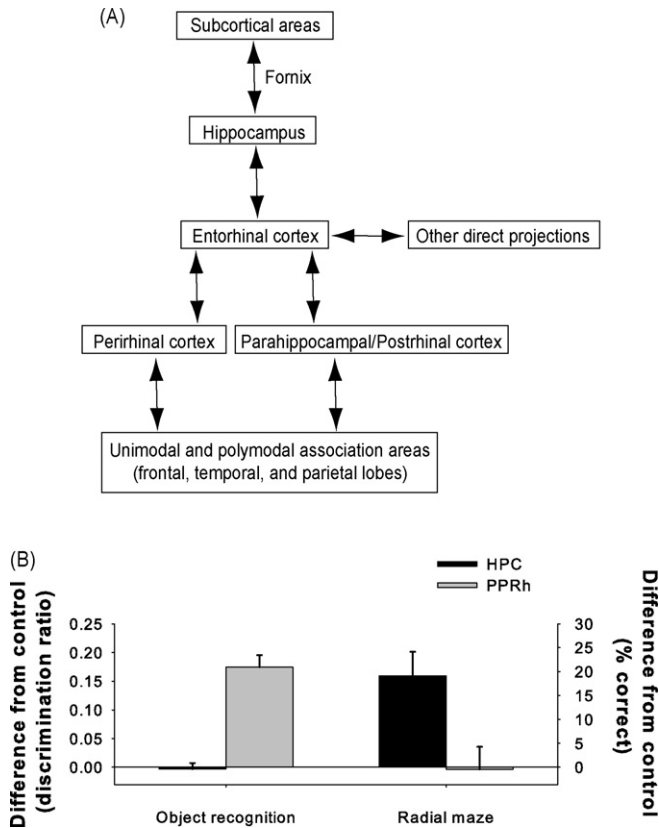 (A)
Subcortical areas
Fornix
Hippocampus
Entorhinal cortex
Other direct projections
Perirhinal cortex
Parahippocampal/Postrhinal cortex
Unimodal and polymodal association areas
(frontal, temporal, and parietal lobes)
(B)
HPC
PPRh
Difference from control
(discrimination ratio)
0.25
0.20
0.15
0.10
0.05
0.00
30
25
20
15
10
5
0
Difference from control
(% correct)
Object recognition
Radial maze